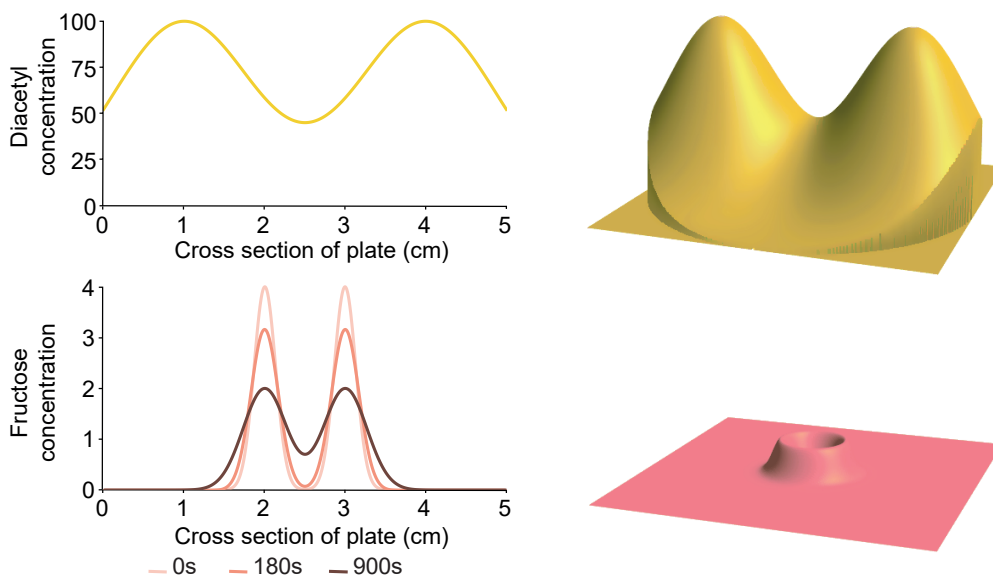 Diacetyl
concentration
100
75
50
25
0
0 1 2 3 4 5
Cross section of plate (cm)
Fructose
concentration
4
3
2
1
0
0 1 2 3 4 5
Cross section of plate (cm)
0s 180s 900s